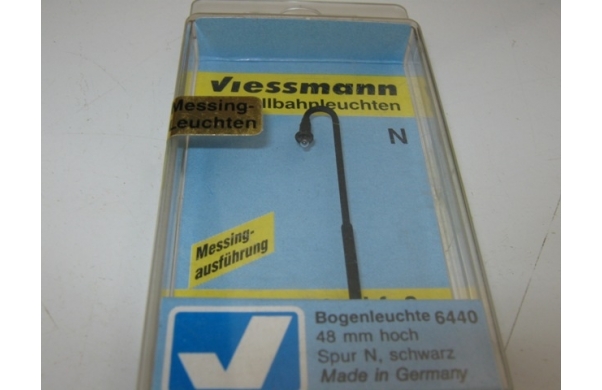 Viessmann
Messing-
Leuchten
llbahnleuchten
N
Messing-
ausführung
Bogenleuchte 6440
48 mm hoch
Spur N, schwarz
Made in Germany